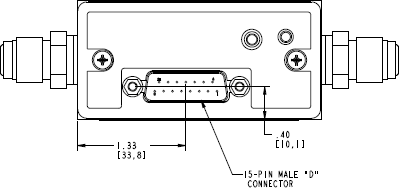 1.33
[33,8]
.40
[10,1]
15-PIN MALE "D"
CONNECTOR